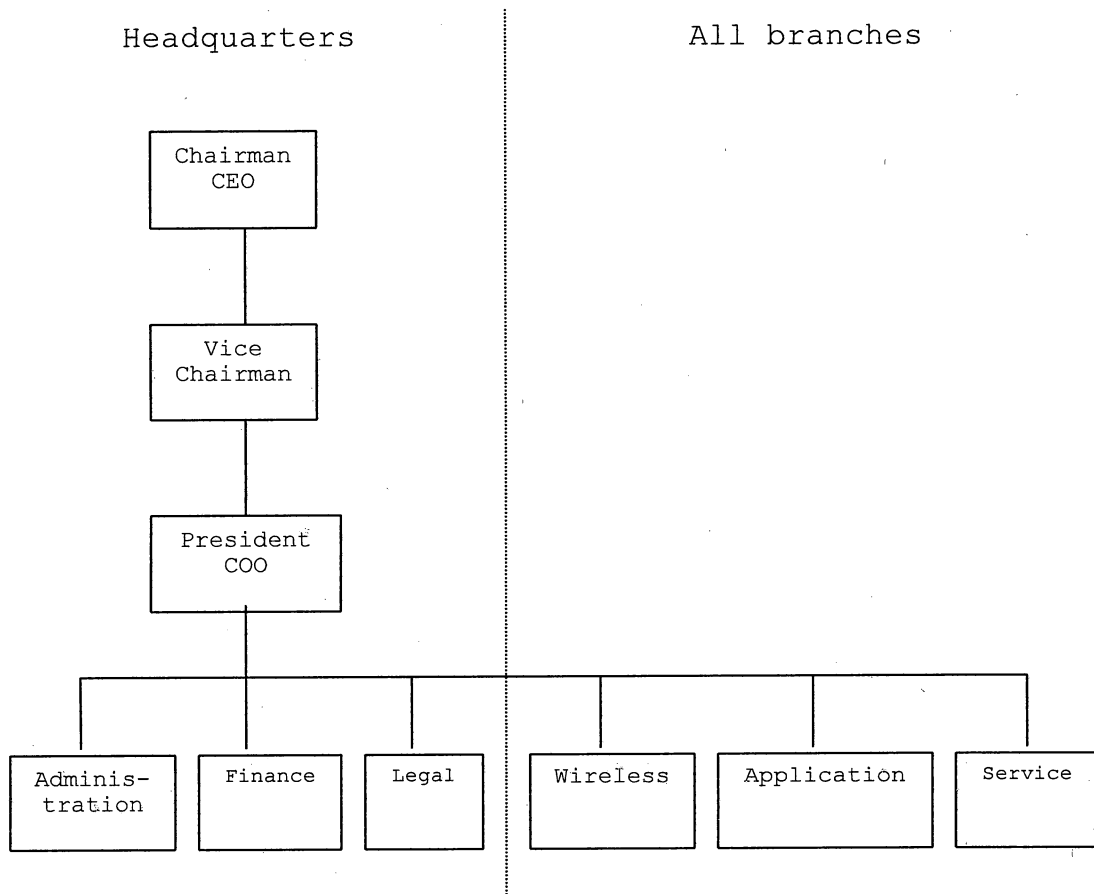 Headquarters
All branches
Chairman
CEO
Vice
Chairman
President
COO
Adminis-
tration
Finance
Legal
Wireless
Application
Service